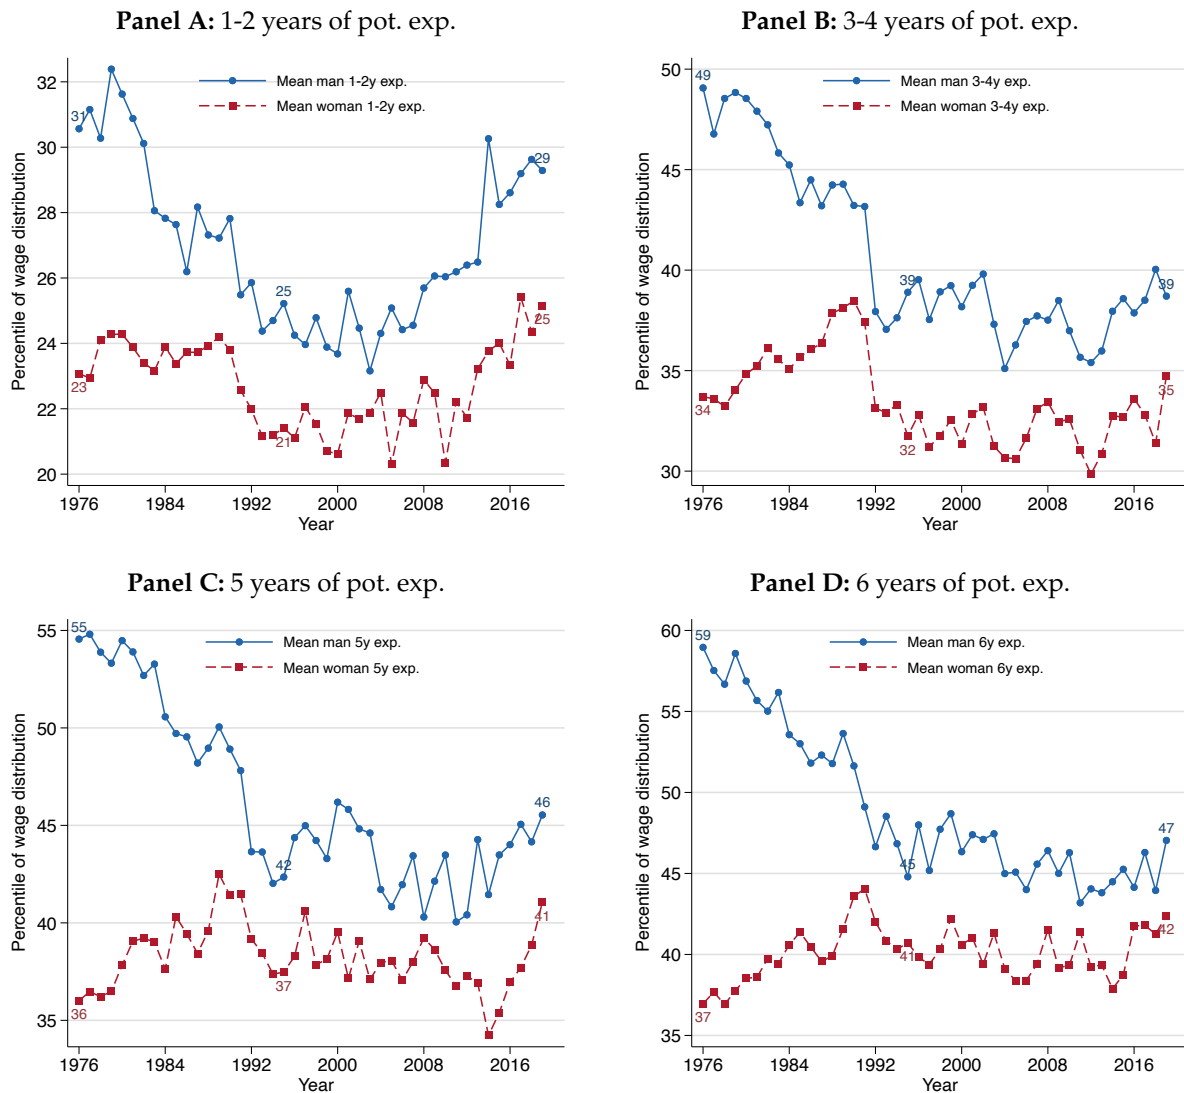 Panel A: 1-2 years of pot. exp.
Percentile of wage distribution
32
30
28
26
24
22
20
Mean man 1-2y exp.
Mean woman 1-2y exp.
31
25
29
23
21
25
1976 1984 1992 2000 2008 2016
Year
Panel B: 3-4 years of pot. exp.
Percentile of wage distribution
50
45
40
35
30
Mean man 3-4y exp.
Mean woman 3-4y exp.
49
39
39
34
32
35
1976 1984 1992 2000 2008 2016
Year
Panel C: 5 years of pot. exp.
Percentile of wage distribution
55
50
45
40
35
Mean man 5y exp.
Mean woman 5y exp.
55
42
46
36
37
41
1976 1984 1992 2000 2008 2016
Year
Panel D: 6 years of pot. exp.
Percentile of wage distribution
60
55
50
45
40
35
Mean man 6y exp.
Mean woman 6y exp.
59
45
47
37
41
42
1976 1984 1992 2000 2008 2016
Year